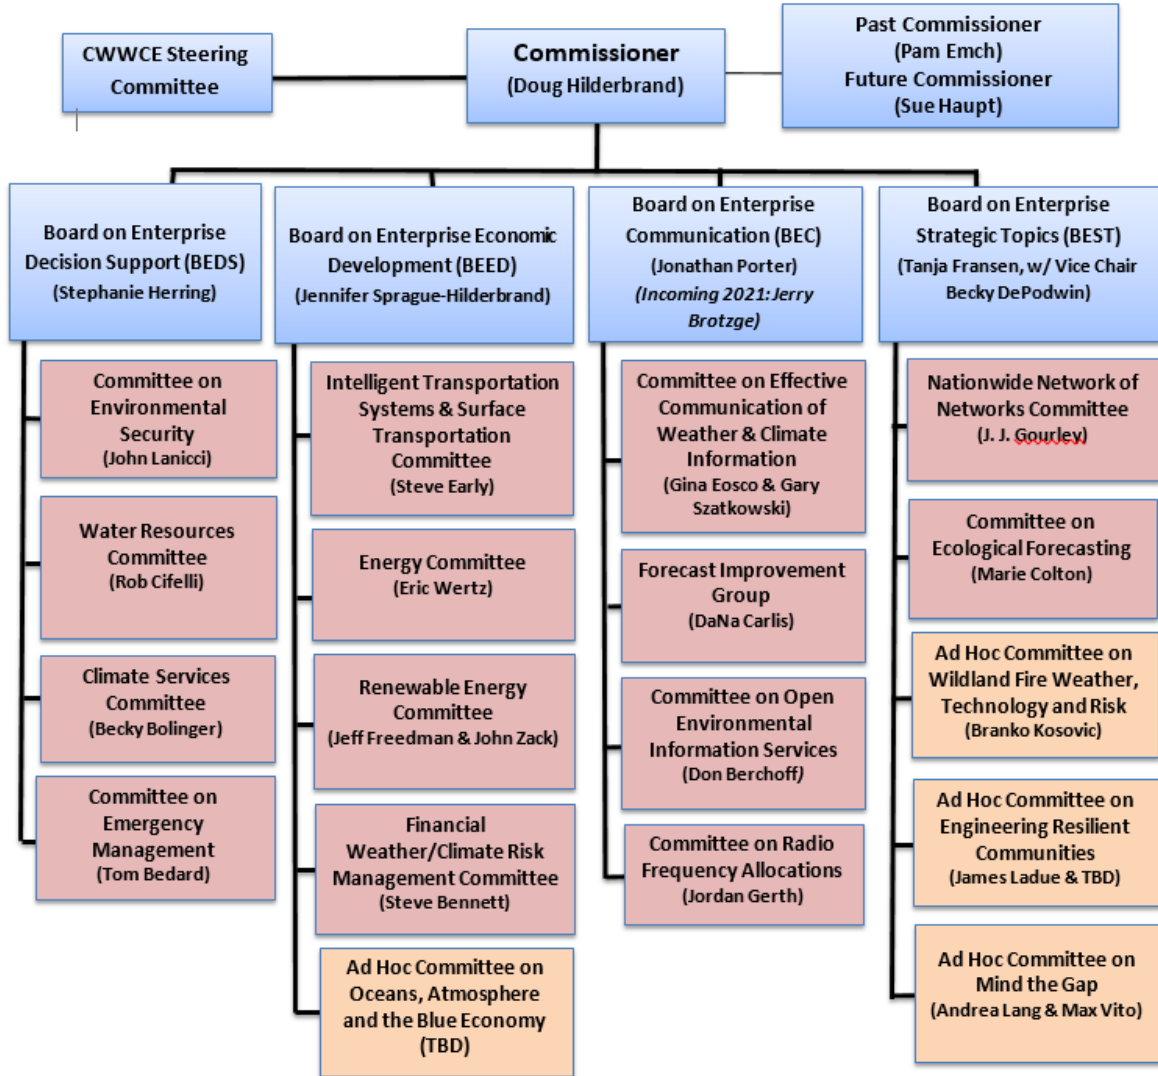 CWWCE Steering
Committee
Commissioner
(Doug Hilderbrand)
Past Commissioner
(Pam Emch)
Future Commissioner
(Sue Haupt)
Board on Enterprise
Decision Support (BEDS)
(Stephanie Herring)
Board on Enterprise Economic
Development (BEED)
(Jennifer Sprague-Hilderbrand)
Board on Enterprise
Communication (BEC)
(Jonathan Porter)
(Incoming 2021: Jerry
Brotzge)
Board on Enterprise
Strategic Topics (BEST)
(Tanja Fransen, w/ Vice Chair
Becky DePodwin)
Committee on
Environmental
Security
(John Lanicci)
Water Resources
Committee
(Rob Cifelli)
Climate Services
Committee
(Becky Bolinger)
Committee on
Emergency
Management
(Tom Bedard)
Intelligent Transportation
Systems & Surface
Transportation
Committee
(Steve Early)
Energy Committee
(Eric Wertz)
Renewable Energy
Committee
(Jeff Freedman & John Zack)
Financial
Weather/Climate Risk
Management Committee
(Steve Bennett)
Ad Hoc Committee on
Oceans, Atmosphere
and the Blue Economy
(TBD)
Committee on Effective
Communication of
Weather & Climate
Information
(Gina Eosco & Gary
Szatkowski)
Forecast Improvement
Group
(DaNa Carlis)
Committee on Open
Environmental
Information Services
(Don Berchoff)
Committee on Radio
Frequency Allocations
(Jordan Gerth)
Nationwide Network of
Networks Committee
(J. J. Gourley)
Committee on
Ecological Forecasting
(Marie Colton)
Ad Hoc Committee on
Wildland Fire Weather,
Technology and Risk
(Branko Kosovic)
Ad Hoc Committee on
Engineering Resilient
Communities
(James Ladue & TBD)
Ad Hoc Committee on
Mind the Gap
(Andrea Lang & Max Vito)